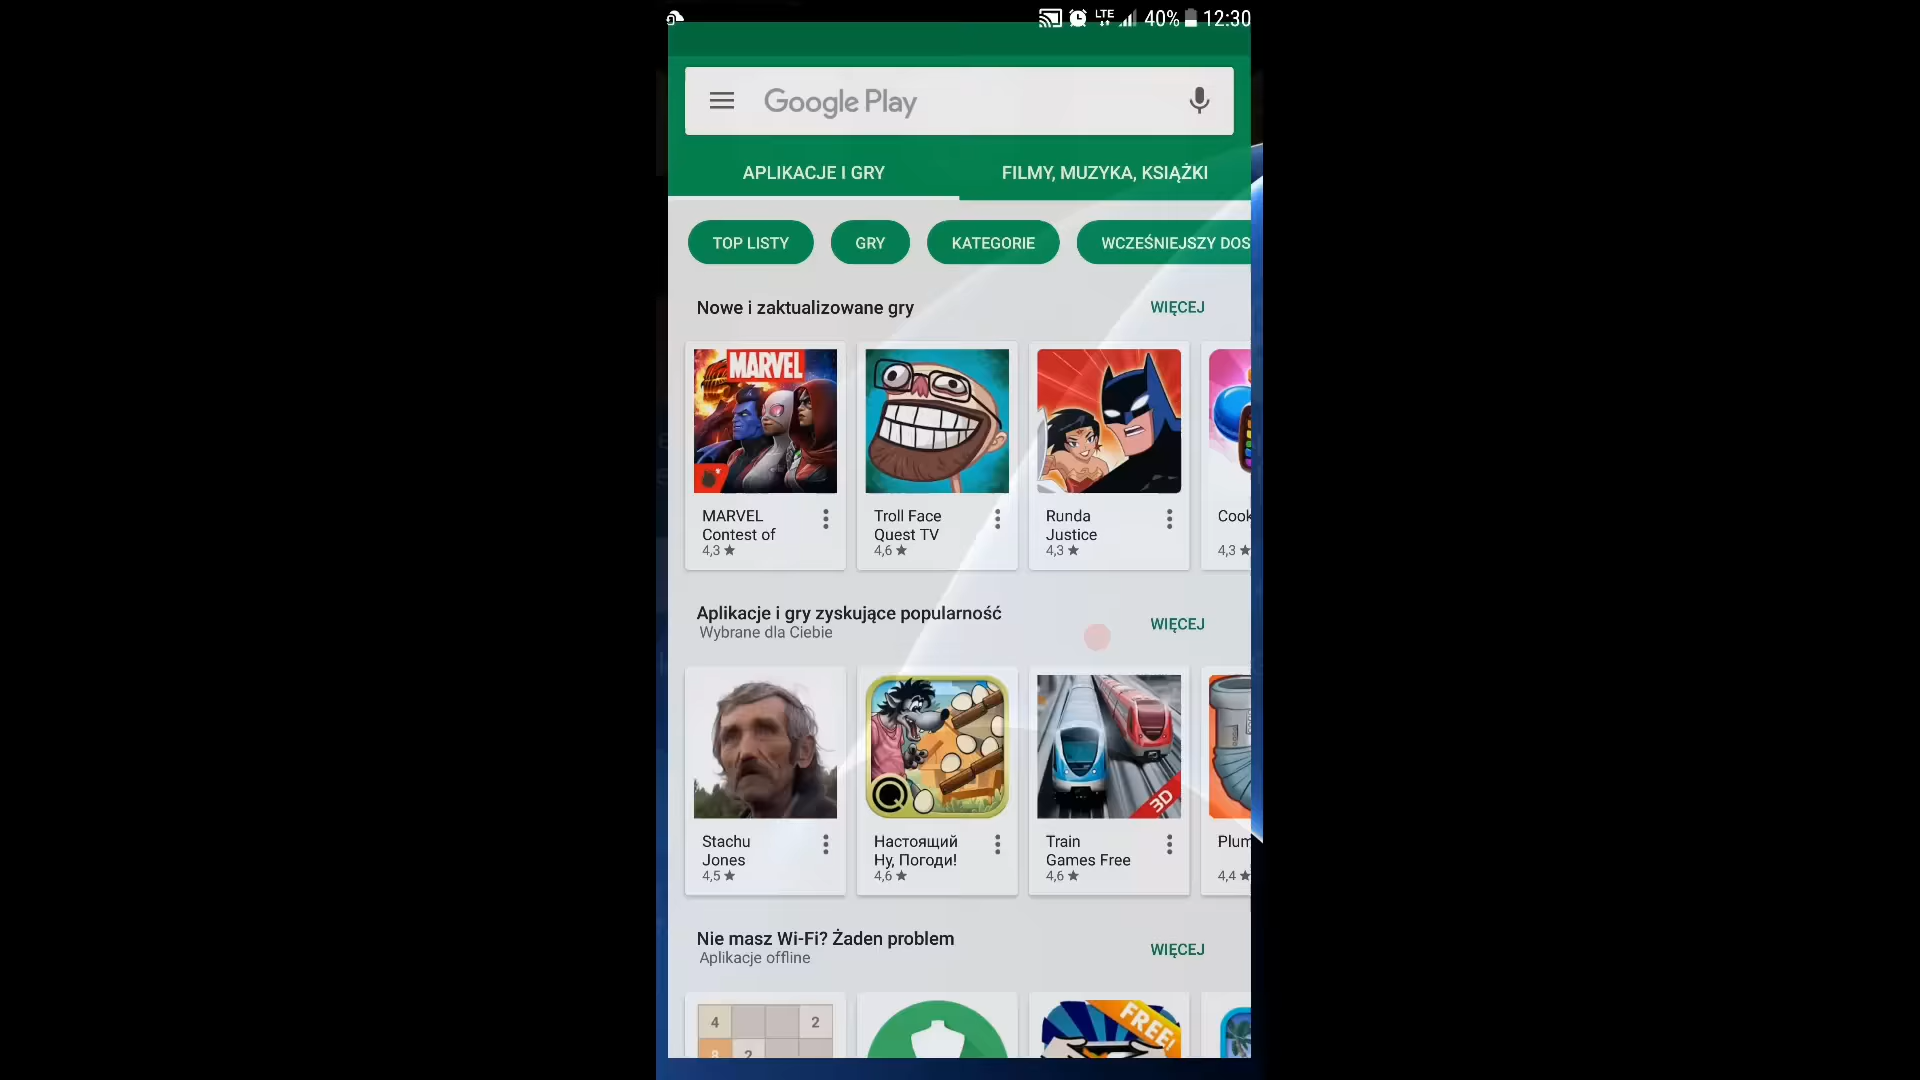 LTE 40% 12:30
Google Play
APLIKACJE I GRY
FILMY, MUZYKA, KSIĄŻKI
TOP LISTY
GRY
KATEGORIE
WCZEŚNIEJSZY DOS
Nowe i zaktualizowane gry
WIĘCEJ
MARVEL
MARVEL
Contest of
4,3
Troll Face
Quest TV
4,6
Runda
Justice
4,3
Cook
4,3
Aplikacje i gry zyskujące popularność
Wybrane dla Ciebie
WIĘCEJ
3D
Stachu
Jones
4,5
Настоящий
Ну, Погоди!
4,6
Train
Games Free
4,6
Plum
4,4
Nie masz Wi-Fi? Żaden problem
Aplikacje offline
WIĘCEJ
4 2
8 2
FREE!